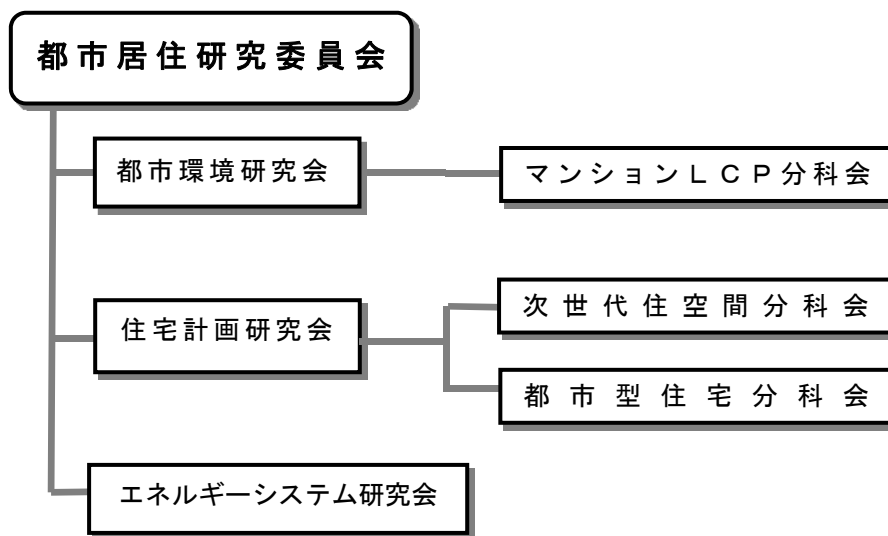 都市居住研究委員会
都市環境研究会
マンションＬＣＰ分科会
住宅計画研究会
次世代住空間分科会
都市型住宅分科会
エネルギーシステム研究会